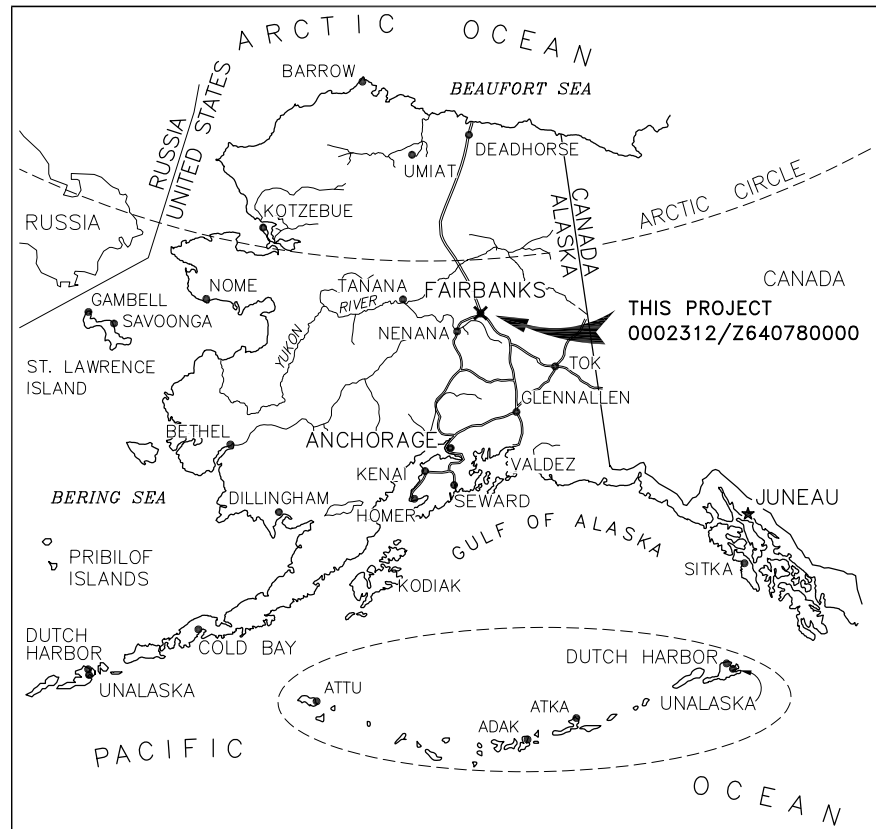 ARCTIC OCEAN
BARROW
BEAUFORT SEA
RUSSIA
UNITED STATES
DEADHORSE
UMIAT
CANADA
ALASKA
ARCTIC CIRCLE
RUSSIA
KOTZEBUE
NOME
TANANA
RIVER
FAIRBANKS
CANADA
GAMBELL
SAVOONGA
YUKON
NENANA
THIS PROJECT
0002312/Z640780000
ST. LAWRENCE
ISLAND
TOK
GLENNALLEN
BETHEL
ANCHORAGE
KENAI
VALDEZ
BERING SEA
DILLINGHAM
HOMER
SEWARD
JUNEAU
GULF OF ALASKA
PRIBILOF
ISLANDS
KODIAK
SITKA
DUTCH
HARBOR
COLD BAY
UNALASKA
DUTCH HARBOR
ATTU
ATKA
UNALASKA
ADAK
PACIFIC
OCEAN